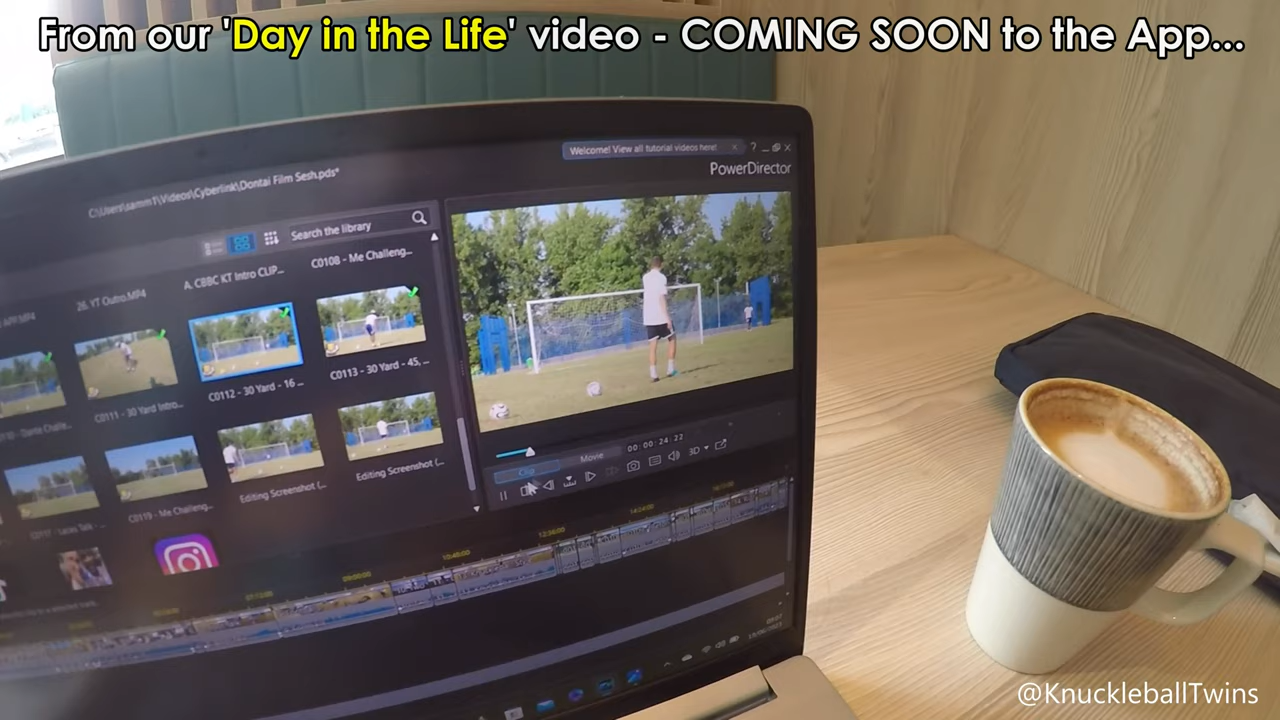 From our 'Day in the Life' video - COMING SOON to the App...
Welcome! View all tutorial videos here!
PowerDirector
C:\Users\samm1\Videos\Cyberlink\Dontai Film Sesh.pds*
Search the library
26. YT Outro.MP4
A. CBBC KT Intro CLIP...
C0108 - Me Challeng...
C0111 - 30 Yard Intro...
C0112 - 30 Yard - 16 ...
C0113 - 30 Yard - 45, ...
C0119 - Me Challeng...
Editing Screenshot (...
Editing Screenshot (...
Clip
Movie
00:00:24:22
3D
@KnuckleballTwins